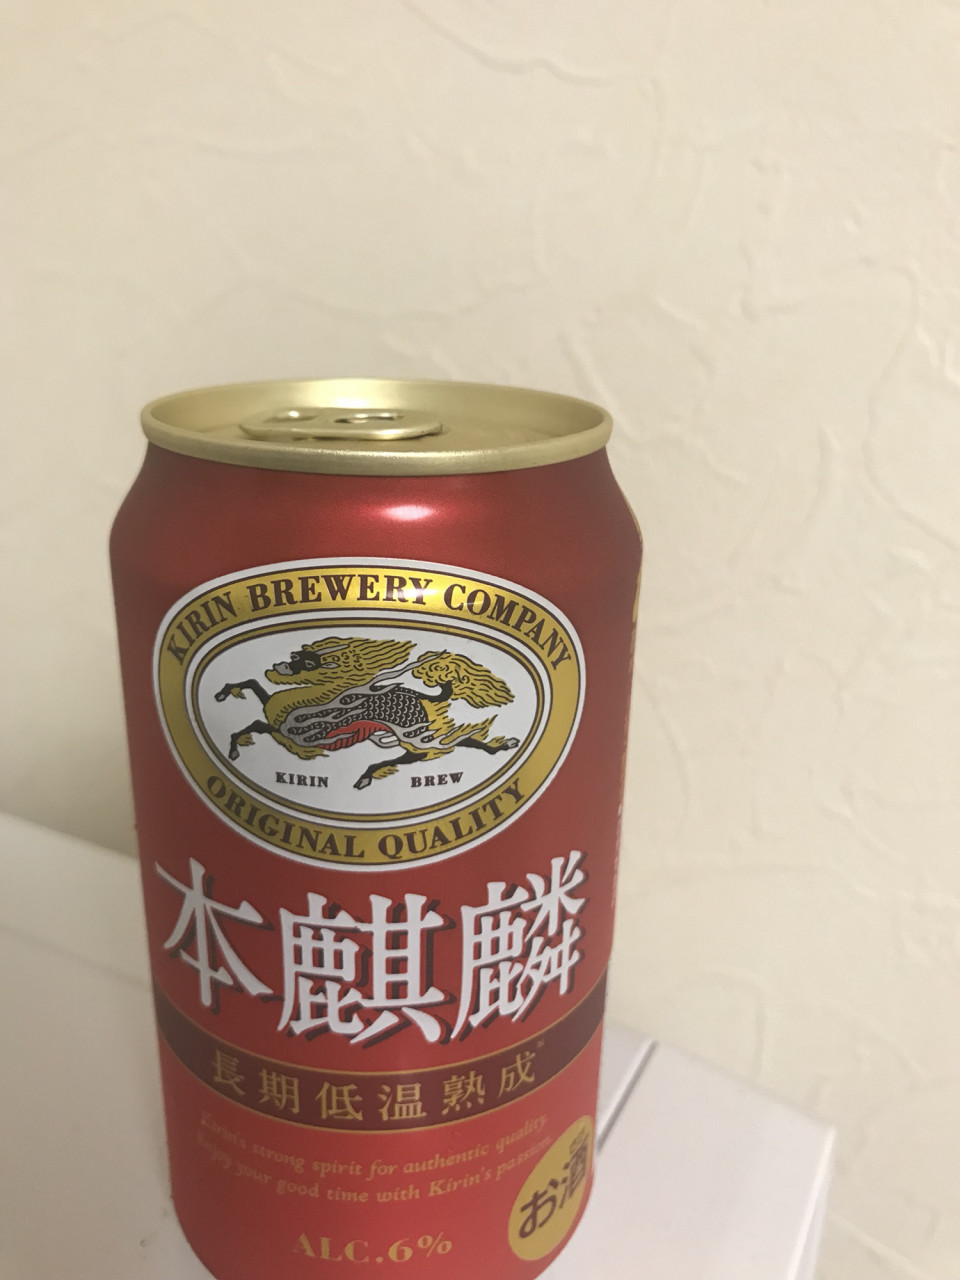 KIRIN BREWERY COMPANY
KIRIN BREW
ORIGINAL QUALITY
本麒麟
長期低温熟成
Kirin's strong spirit for authentic quality.
Enjoy your good time with Kirin's passion.
お酒
ALC.6%